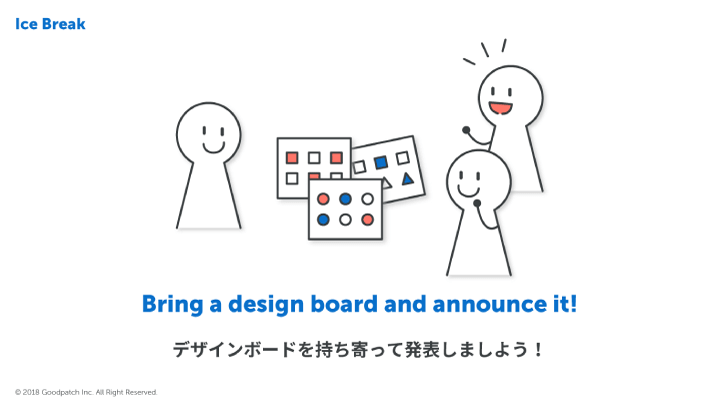 Ice Break
Bring a design board and announce it!
デザインボードを持ち寄って発表しましよう！
© 2018 Goodpatch Inc. All Right Reserved.